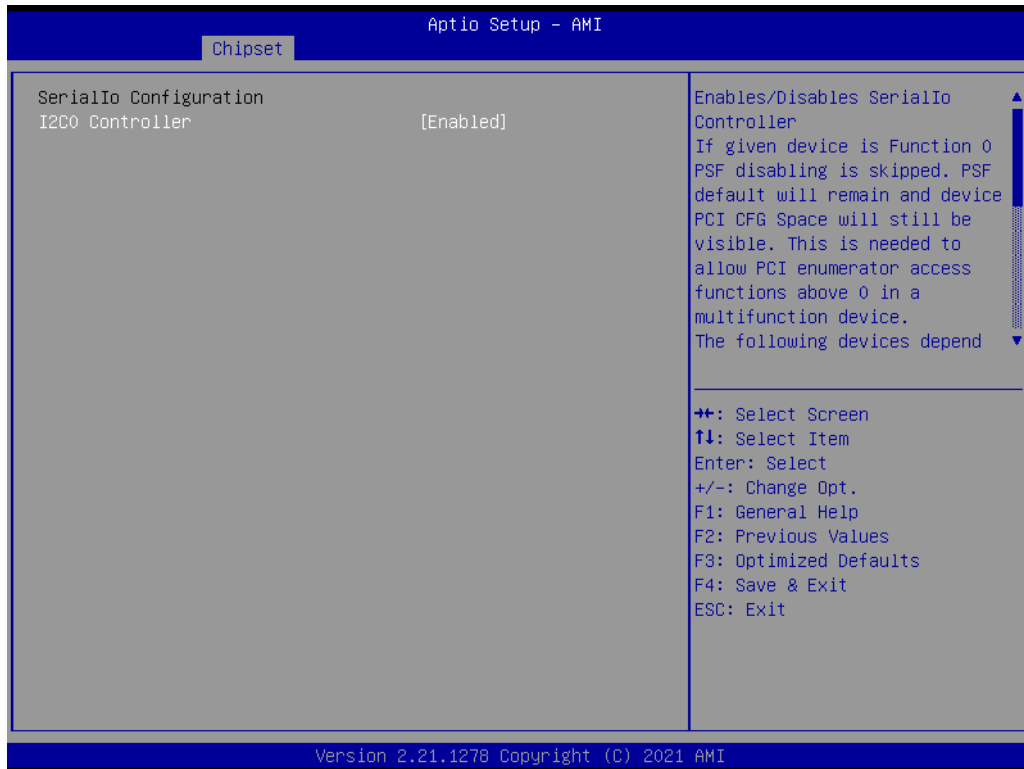 Aptio Setup - AMI
Chipset
SerialIo Configuration
I2C0 Controller [Enabled]
Enables/Disables SerialIo
Controller
If given device is Function 0
PSF disabling is skipped. PSF
default will remain and device
PCI CFG Space will still be
visible. This is needed to
allow PCI enumerator access
functions above 0 in a
multifunction device.
The following devices depend
→←: Select Screen
↑↓: Select Item
Enter: Select
+/-: Change Opt.
F1: General Help
F2: Previous Values
F3: Optimized Defaults
F4: Save & Exit
ESC: Exit
Version 2.21.1278 Copyright (C) 2021 AMI